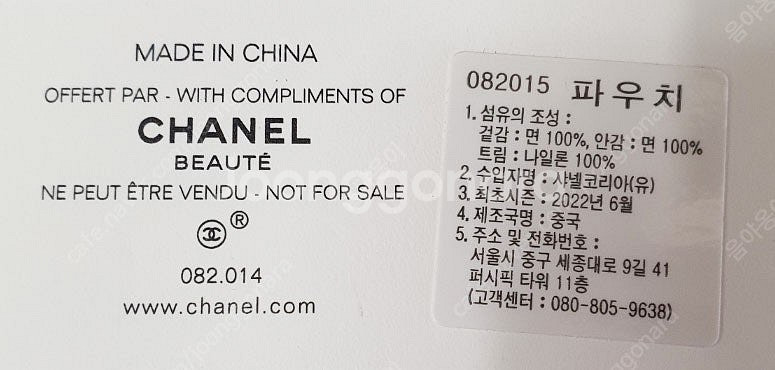 MADE IN CHINA
OFFERT PAR - WITH COMPLIMENTS OF
CHANEL
BEAUTÉ
NE PEUT ÊTRE VENDU - NOT FOR SALE
®
082.014
www.chanel.com
082015 파우치
1. 섬유의 조성 :
겉감 : 면 100%, 안감 : 면 100%
트림 : 나일론 100%
2. 수입자명 : 샤넬코리아(유)
3. 최초시즌 : 2022년 6월
4. 제조국명 : 중국
5. 주소 및 전화번호 :
서울시 중구 세종대로 9길 41
퍼시픽 타워 11층
(고객센터 : 080-805-9638)
joonggonara